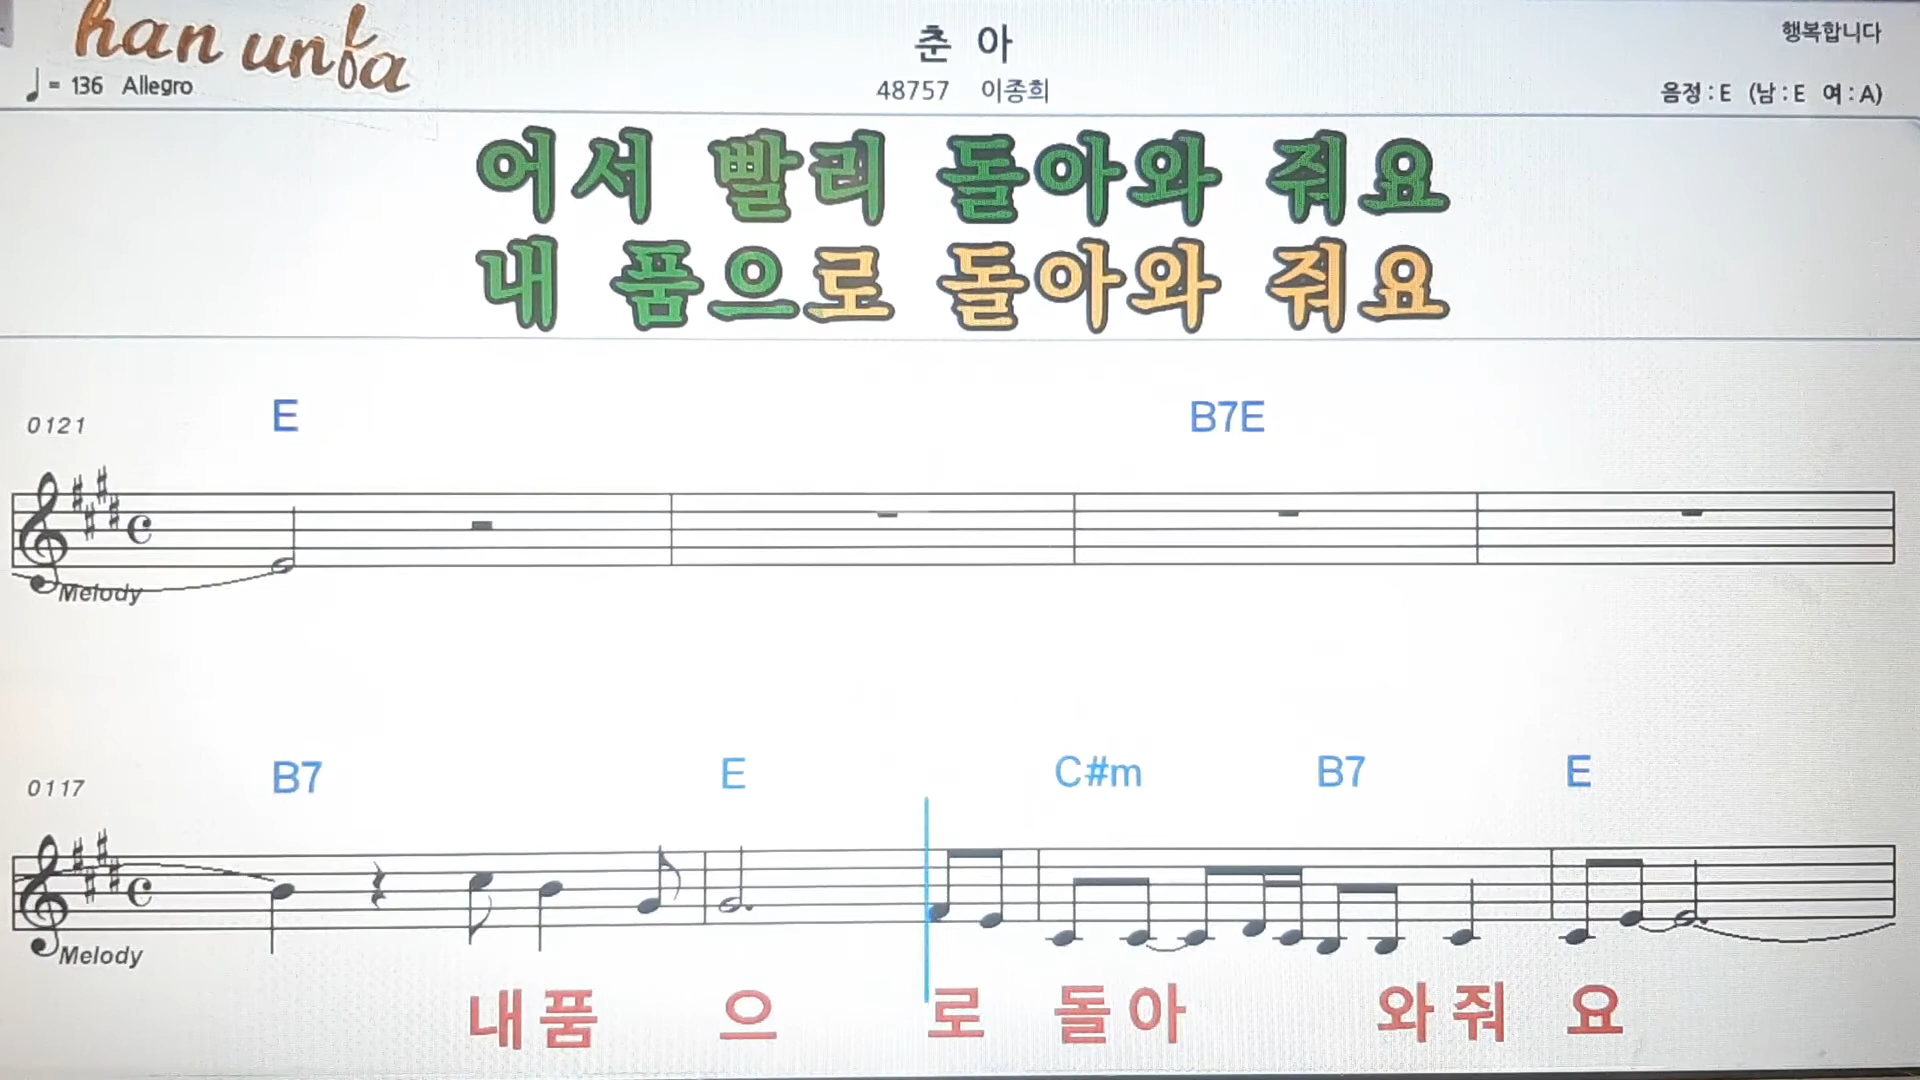 han unfa
♩= 136 Allegro
춘 아
48757 이종희
행복합니다
음정 : E (남 : E 여 : A)
어서 빨리 돌아와 줘요
내 품으로 돌아와 줘요
0121 E B7E
Melody
0117 B7 E C#m B7 E
Melody
내품 으 로 돌아 와줘 요